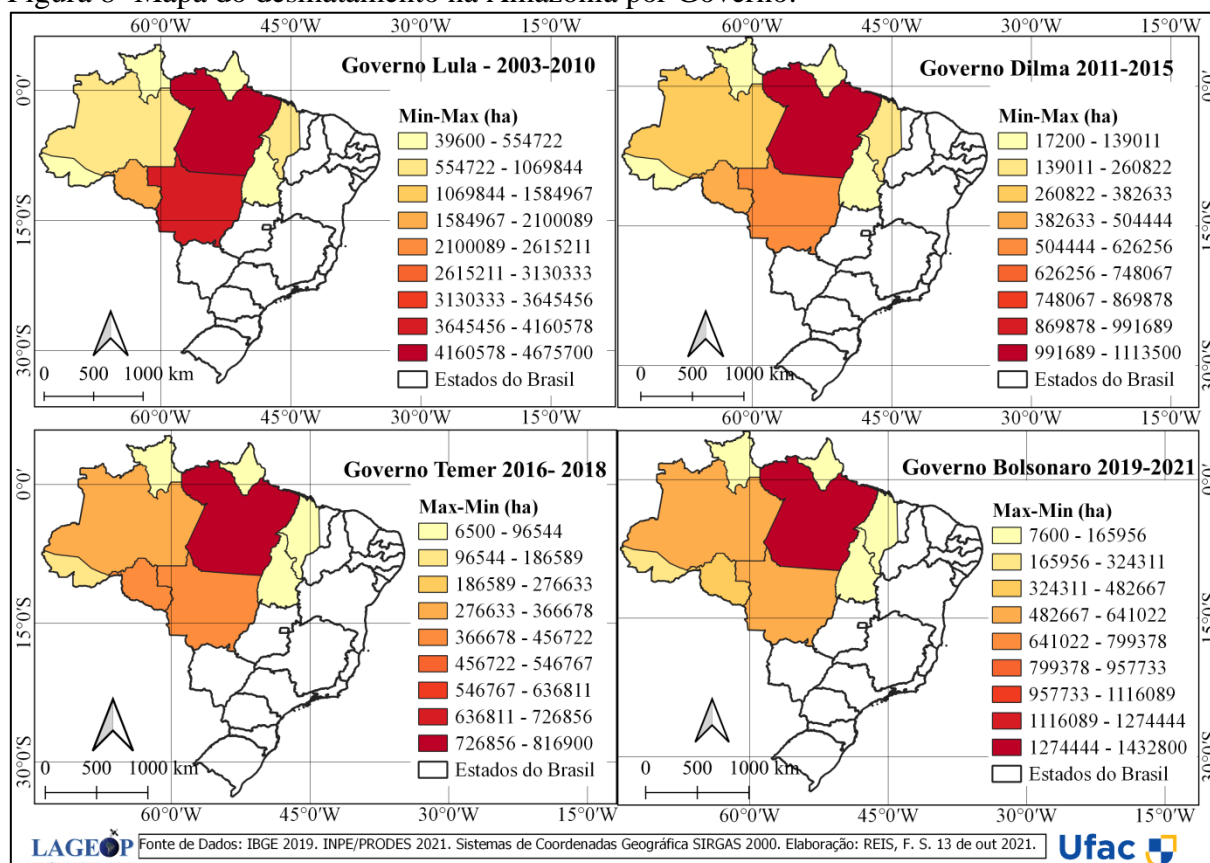 Figura 8- Mapa do desmatamento na Amazônia por Governo.
60°0'W 45°0'W 30°0'W 15°0'W
Governo Lula - 2003-2010
0°0'
15°0'S
30°0'S
Min-Max (ha)
39600 - 554722
554722 - 1069844
1069844 - 1584967
1584967 - 2100089
2100089 - 2615211
2615211 - 3130333
3130333 - 3645456
3645456 - 4160578
4160578 - 4675700
Estados do Brasil
0 500 1000 km
60°0'W 45°0'W 30°0'W 15°0'W
60°0'W 45°0'W 30°0'W 15°0'W
Governo Dilma 2011-2015
0°0'
15°0'S
30°0'S
Min-Max (ha)
17200 - 139011
139011 - 260822
260822 - 382633
382633 - 504444
504444 - 626256
626256 - 748067
748067 - 869878
869878 - 991689
991689 - 1113500
Estados do Brasil
0 500 1000 km
60°0'W 45°0'W 30°0'W 15°0'W
Governo Temer 2016- 2018
0°0'
15°0'S
30°0'S
Max-Min (ha)
6500 - 96544
96544 - 186589
186589 - 276633
276633 - 366678
366678 - 456722
456722 - 546767
546767 - 636811
636811 - 726856
726856 - 816900
Estados do Brasil
0 500 1000 km
60°0'W 45°0'W 30°0'W 15°0'W
Governo Bolsonaro 2019-2021
0°0'
15°0'S
30°0'S
Max-Min (ha)
7600 - 165956
165956 - 324311
324311 - 482667
482667 - 641022
641022 - 799378
799378 - 957733
957733 - 1116089
1116089 - 1274444
1274444 - 1432800
Estados do Brasil
0 500 1000 km
60°0'W 45°0'W 30°0'W 15°0'W
LAGEOP
Fonte de Dados: IBGE 2019. INPE/PRODES 2021. Sistemas de Coordenadas Geográfica SIRGAS 2000. Elaboração: REIS, F. S. 13 de out 2021.
Ufac